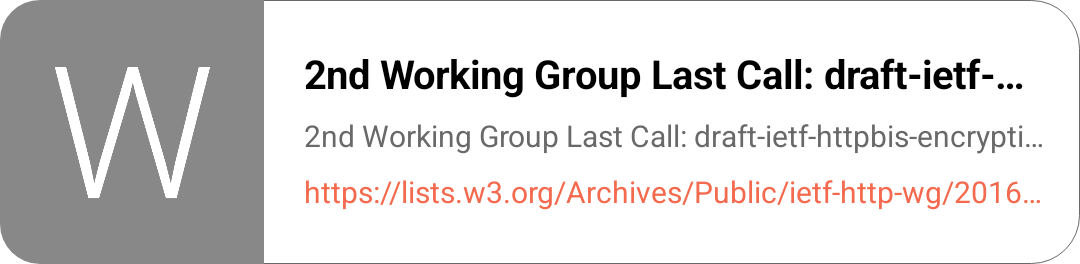 W
2nd Working Group Last Call: draft-ietf-...
2nd Working Group Last Call: draft-ietf-httpbis-encrypti...
https://lists.w3.org/Archives/Public/ietf-http-wg/2016...